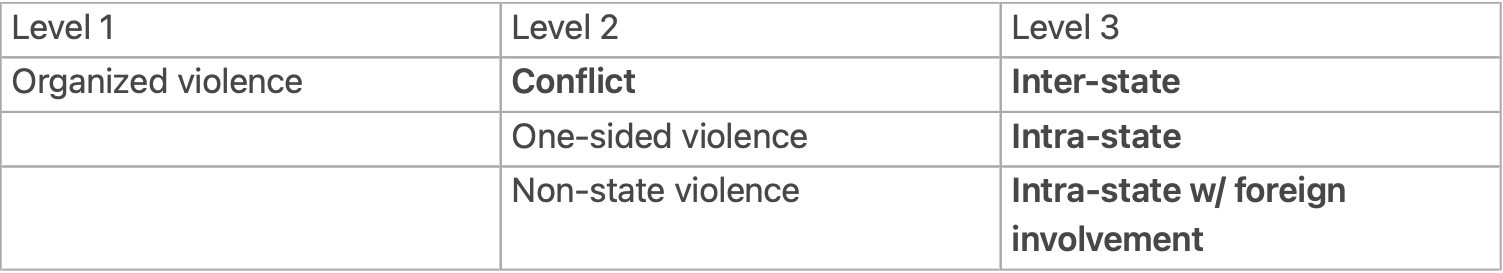 Level 1 Level 2 Level 3
Organized violence Conflict Inter-state
One-sided violence Intra-state
Non-state violence Intra-state w/ foreign
involvement